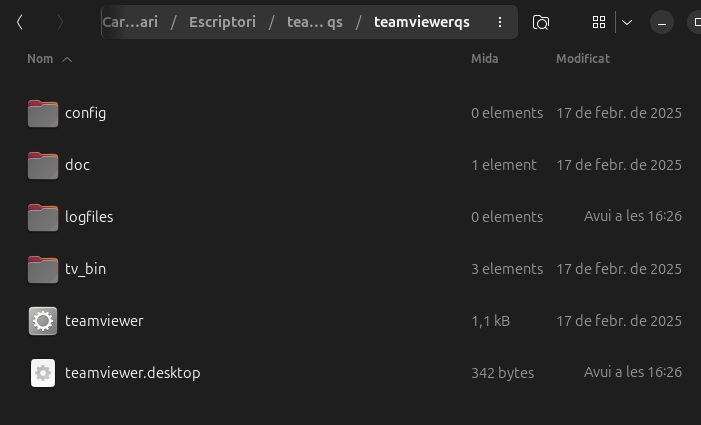 Car…ari / Escriptori / tea… qs / teamviewerqs
Nom Mida Modificat
config 0 elements 17 de febr. de 2025
doc 1 element 17 de febr. de 2025
logfiles 0 elements Avui a les 16:26
tv_bin 3 elements 17 de febr. de 2025
teamviewer 1,1 kB 17 de febr. de 2025
teamviewer.desktop 342 bytes Avui a les 16:26